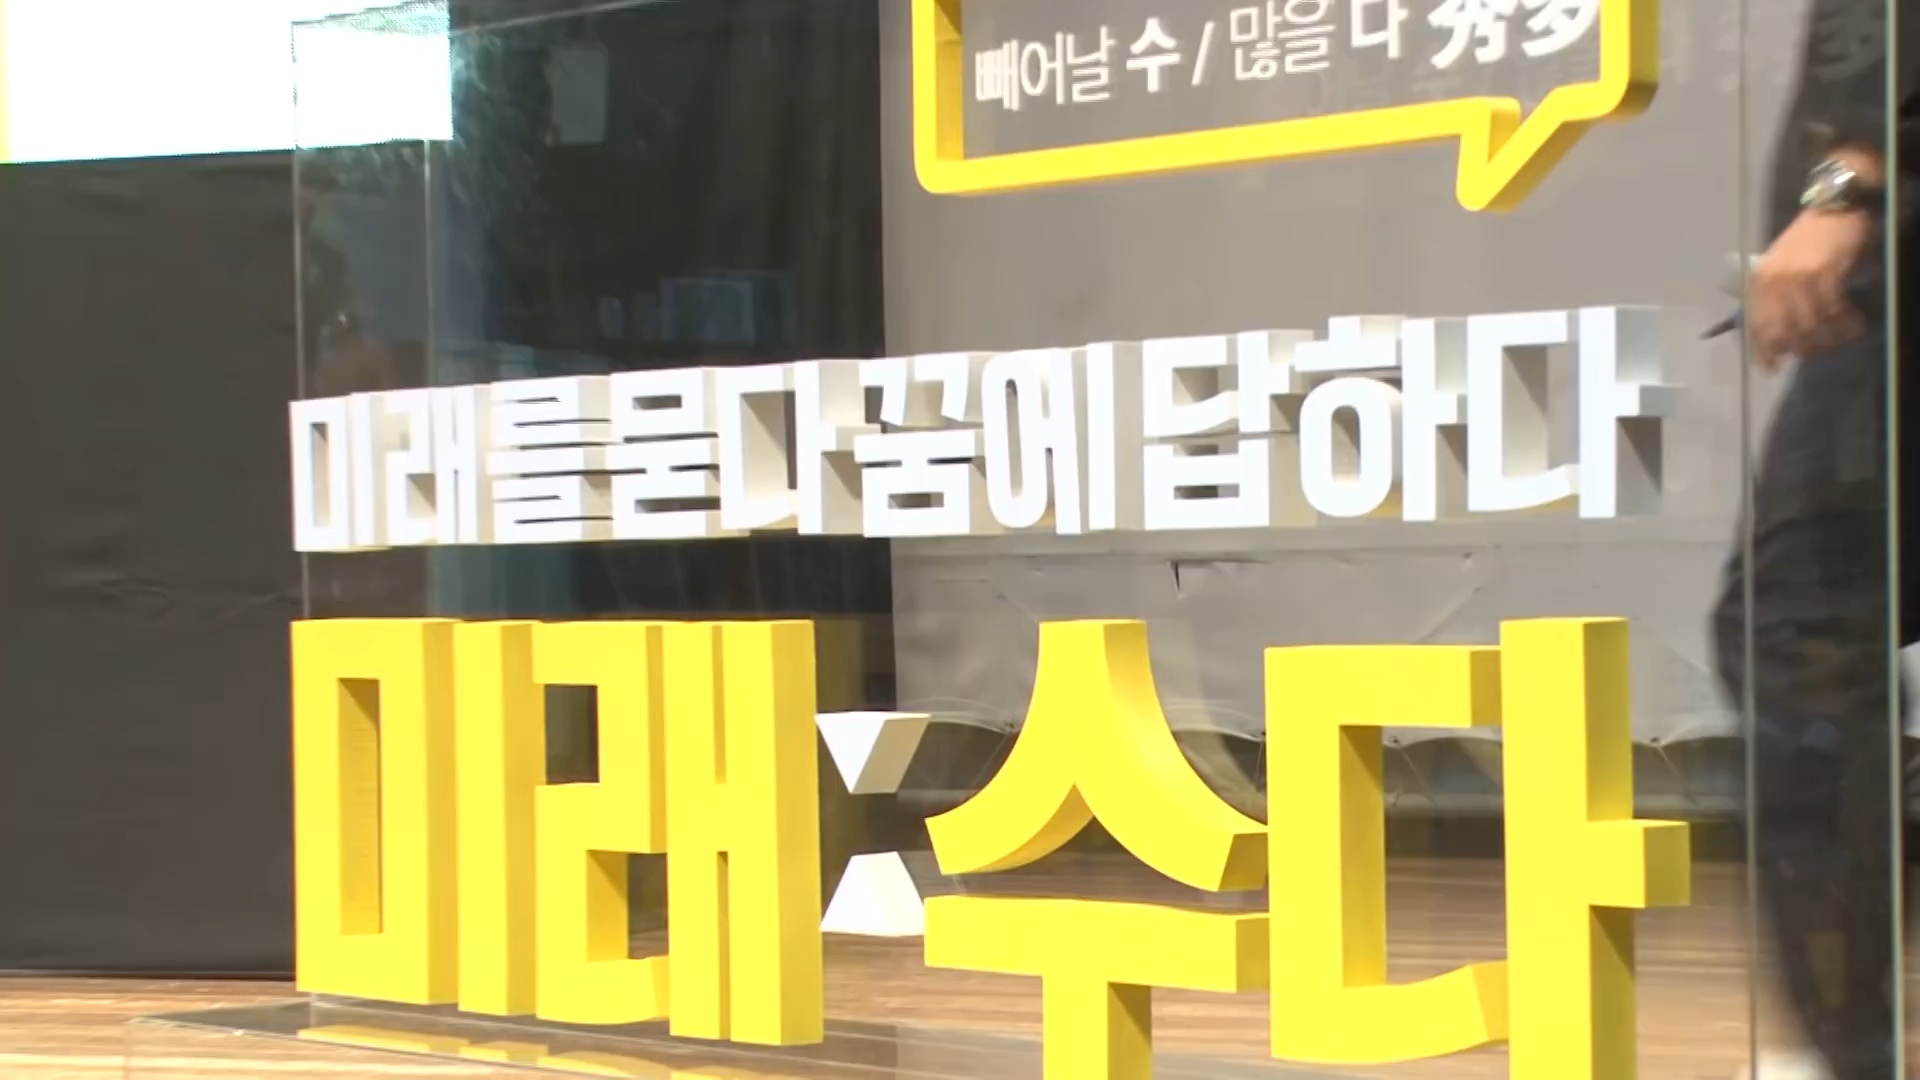 빼어날 수 / 많을 다 秀多
미래를 묻다 꿈에 답하다
미래:수다